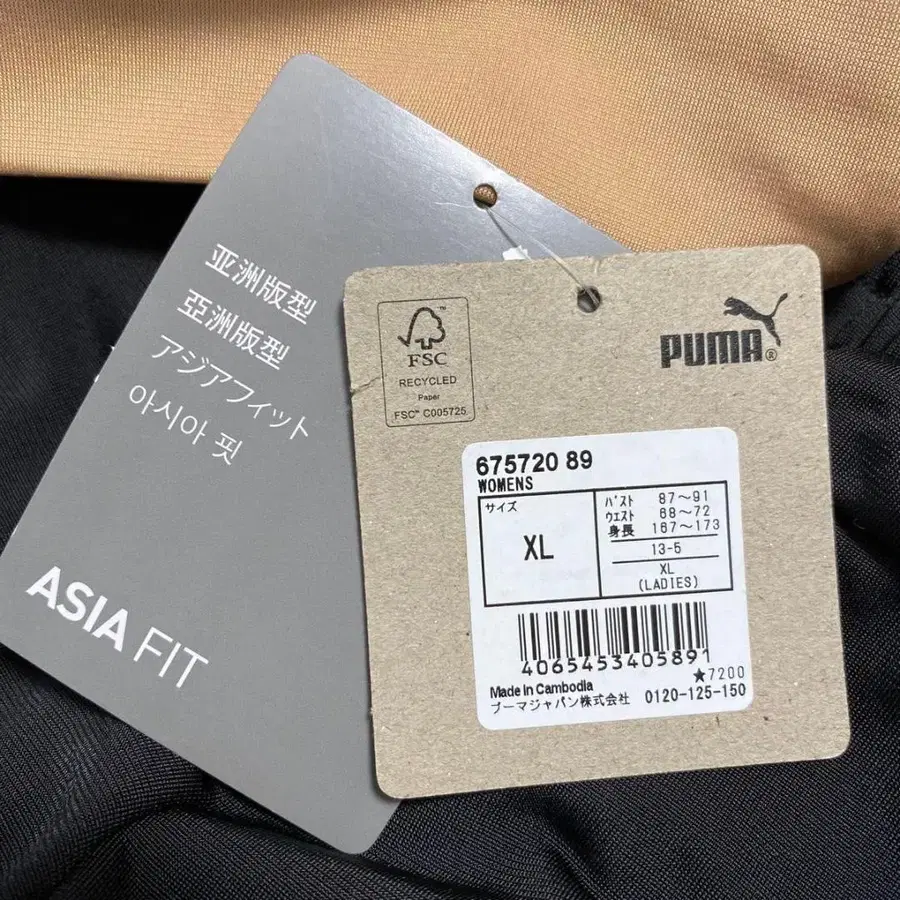 亚洲版型
亞洲版型
アジアフィット
아시아 핏
ASIA FIT
FSC
RECYCLED
Paper
FSC™ C005725
PUMA®
675720 89
WOMENS
サイズ
XL
バスト 87～91
ウエスト 68～72
身長 167～173
13-5
XL
(LADIES)
4065453405891
★7200
Made in Cambodia
プーマジャパン株式会社 0120-125-150